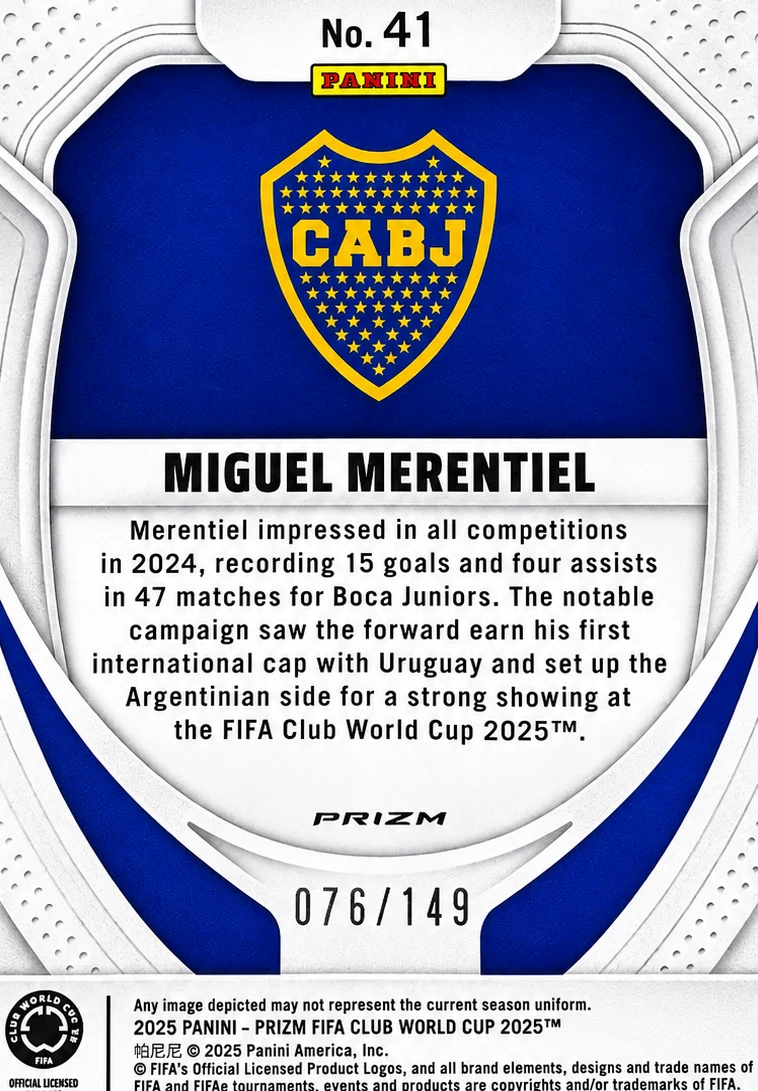 No. 41
PANINI
CABJ
MIGUEL MERENTIEL
Merentiel impressed in all competitions
in 2024, recording 15 goals and four assists
in 47 matches for Boca Juniors. The notable
campaign saw the forward earn his first
international cap with Uruguay and set up the
Argentinian side for a strong showing at
the FIFA Club World Cup 2025™.
PRIZM
076/149
Any image depicted may not represent the current season uniform.
2025 PANINI – PRIZM FIFA CLUB WORLD CUP 2025™
帕尼尼 © 2025 Panini America, Inc.
© FIFA's Official Licensed Product Logos, and all brand elements, designs and trade names of
FIFA and FIFAe tournaments, events and products are copyrights and/or trademarks of FIFA.
CLUB WORLD CUP
FIFA
OFFICIAL LICENSED